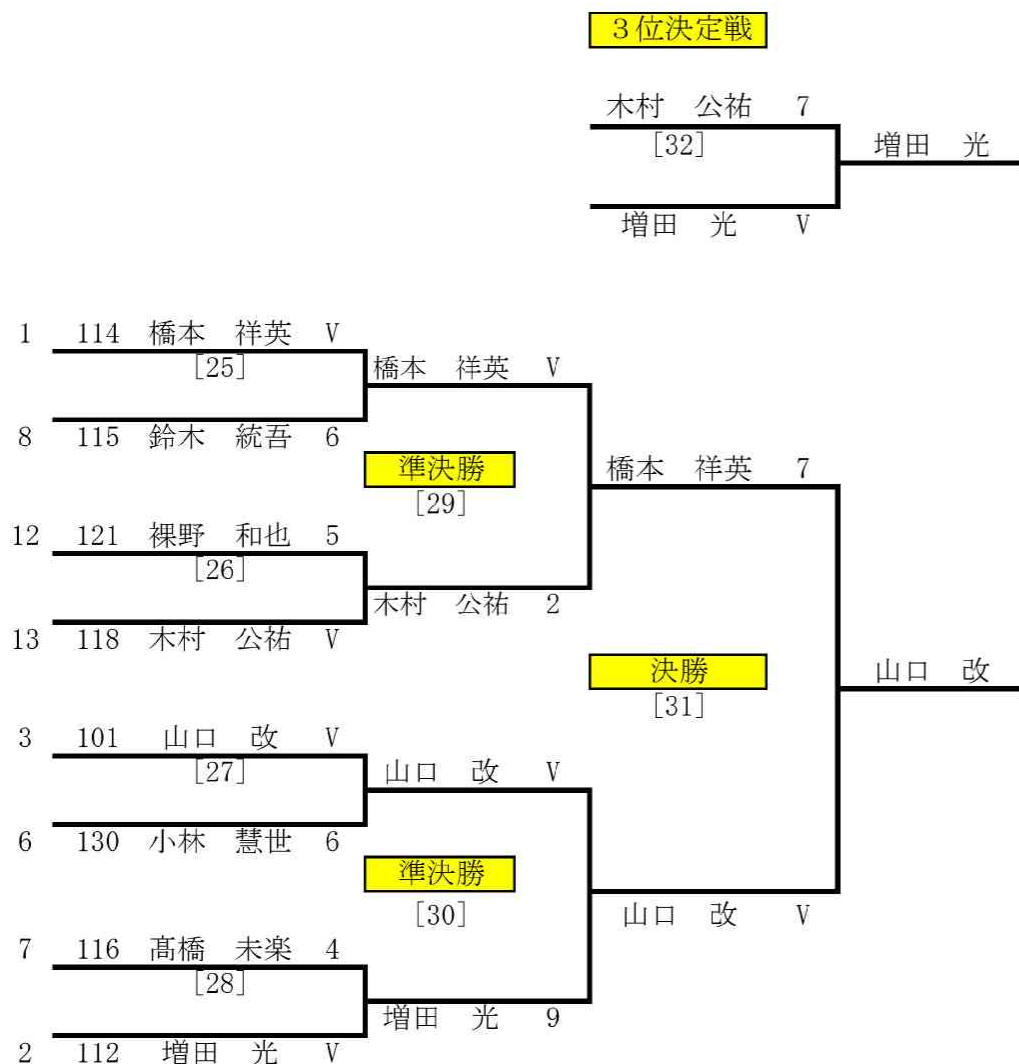 ３位決定戦
木村　公祐　7
[32]
増田　光
増田　光　V
1　114　橋本　祥英　V
[25]
橋本　祥英　V
8　115　鈴木　統吾　6
準決勝
橋本　祥英　7
[29]
12　121　裸野　和也　5
[26]
木村　公祐　2
13　118　木村　公祐　V
決勝
山口　改
[31]
3　101　山口　改　V
[27]
山口　改　V
6　130　小林　慧世　6
準決勝
[30]
山口　改　V
7　116　髙橋　未楽　4
[28]
増田　光　9
2　112　増田　光　V